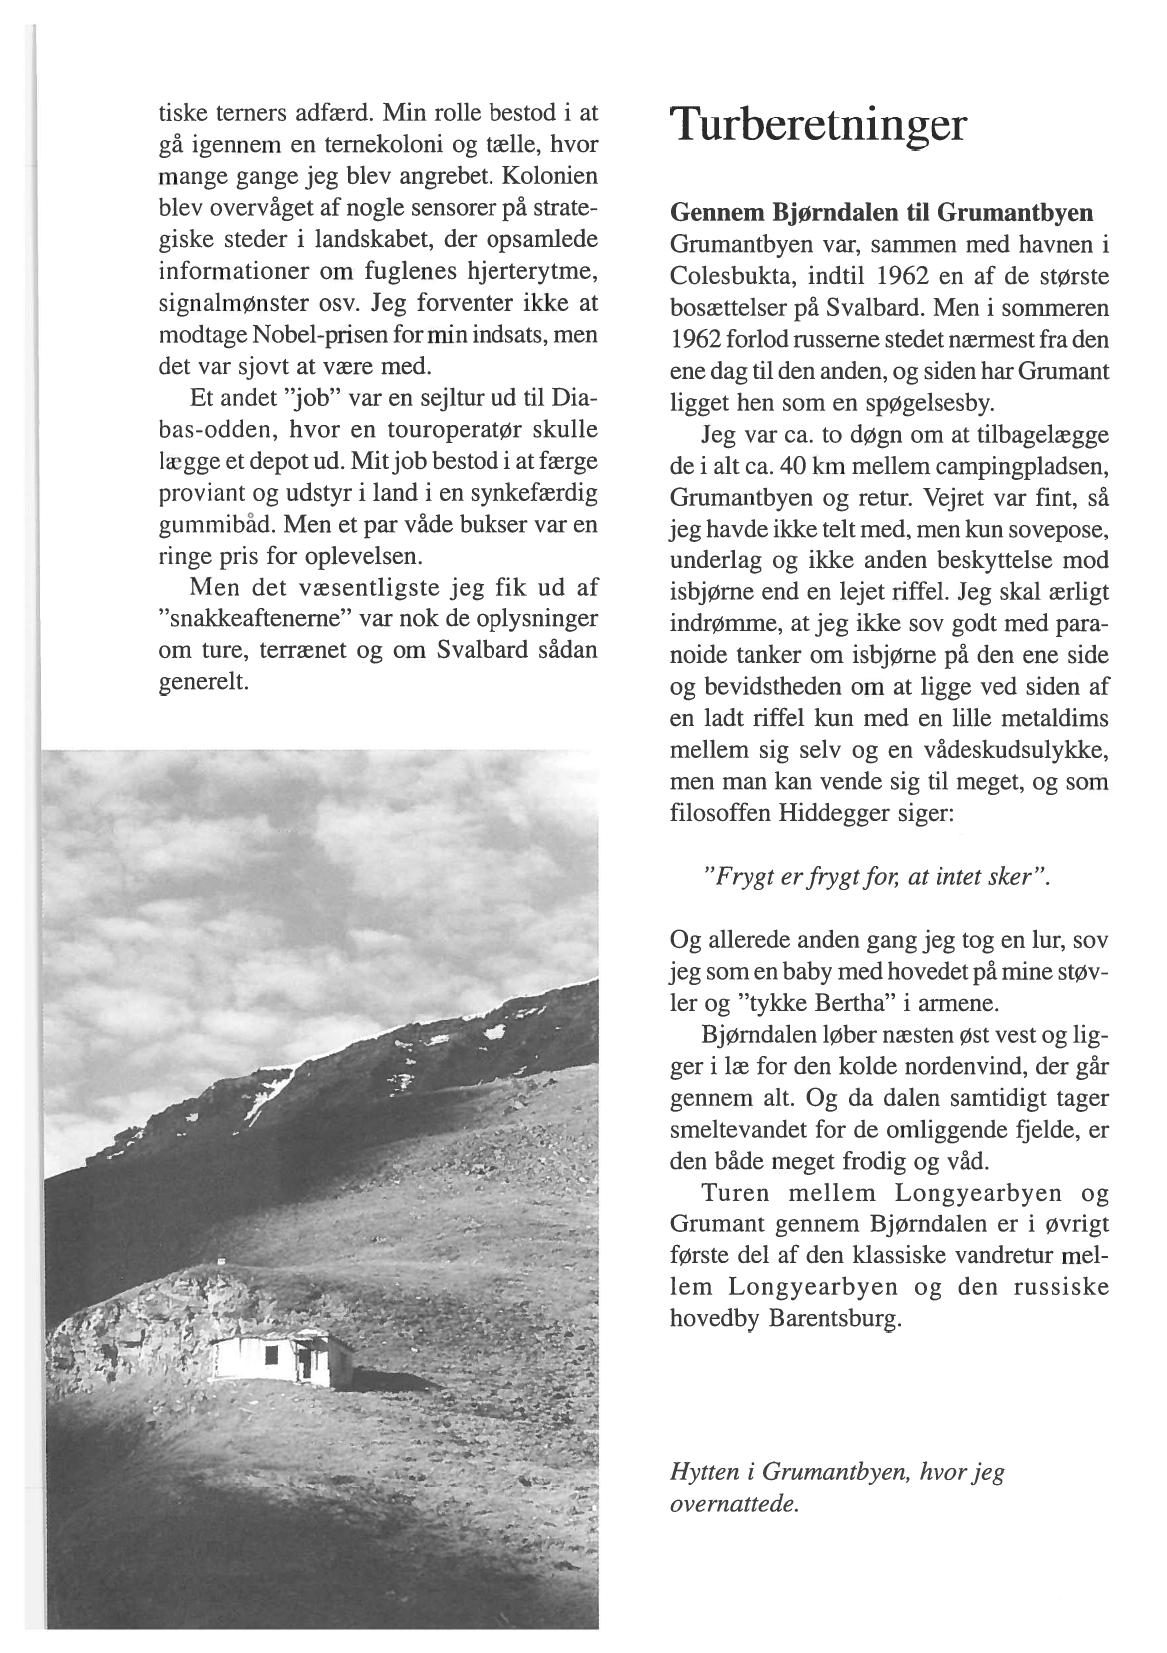 tiske terners adfærd. Min rolle bestod i at
gå igennem en ternekoloni og tælle, hvor
mange gange jeg blev angrebet. Kolonien
blev overvåget af nogle sensorer på strate-
giske steder i landskabet, der opsamlede
informationer om fuglenes hjerterytme,
signalmønster osv. Jeg forventer ikke at
modtage Nobel-prisen for min indsats, men
det var sjovt at være med.
Et andet ”job” var en sejltur ud til Dia-
bas-odden, hvor en touroperatør skulle
lægge et depot ud. Mit job bestod i at færge
proviant og udstyr i land i en synkefærdig
gummibåd. Men et par våde bukser var en
ringe pris for oplevelsen.
Men det væsentligste jeg fik ud af
”snakkeaftenerne” var nok de oplysninger
om ture, terrænet og om Svalbard sådan
generelt.
Turberetninger
Gennem Bjørndalen til Grumantbyen
Grumantbyen var, sammen med havnen i
Colesbukta, indtil 1962 en af de største
bosættelser på Svalbard. Men i sommeren
1962 forlod russerne stedet nærmest fra den
ene dag til den anden, og siden har Grumant
ligget hen som en spøgelsesby.
Jeg var ca. to døgn om at tilbagelægge
de i alt ca. 40 km mellem campingpladsen,
Grumantbyen og retur. Vejret var fint, så
jeg havde ikke telt med, men kun sovepose,
underlag og ikke anden beskyttelse mod
isbjørne end en lejet riffel. Jeg skal ærligt
indrømme, at jeg ikke sov godt med para-
noide tanker om isbjørne på den ene side
og bevidstheden om at ligge ved siden af
en ladt riffel kun med en lille metaldims
mellem sig selv og en vådeskudsulykke,
men man kan vende sig til meget, og som
filosoffen Hiddegger siger:
”Frygt er frygt for, at intet sker”.
Og allerede anden gang jeg tog en lur, sov
jeg som en baby med hovedet på mine støv-
ler og ”tykke Bertha” i armene.
Bjørndalen løber næsten øst vest og lig-
ger i læ for den kolde nordenvind, der går
gennem alt. Og da dalen samtidigt tager
smeltevandet for de omliggende fjelde, er
den både meget frodig og våd.
Turen mellem Longyearbyen og
Grumant gennem Bjørndalen er i øvrigt
første del af den klassiske vandretur mel-
lem Longyearbyen og den russiske
hovedby Barentsburg.
Hytten i Grumantbyen, hvor jeg
overnattede.